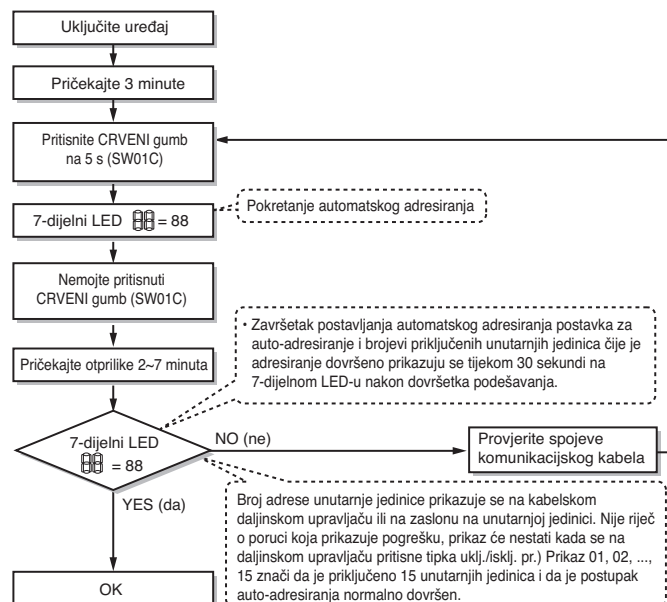 Uključite uređaj
Pričekajte 3 minute
Pritisnite CRVENI gumb
na 5 s (SW01C)
7-dijelni LED 88 = 88
Pokretanje automatskog adresiranja
Nemojte pritisnuti
CRVENI gumb (SW01C)
• Završetak postavljanja automatskog adresiranja postavka za
auto-adresiranje i brojevi priključenih unutarnjih jedinica čije je
adresiranje dovršeno prikazuju se tijekom 30 sekundi na
7-dijelnom LED-u nakon dovršetka podešavanja.
Pričekajte otprilike 2~7 minuta
7-dijelni LED
88 = 88
NO (ne)
Provjerite spojeve
komunikacijskog kabela
YES (da)
Broj adrese unutarnje jedinice prikazuje se na kabelskom
daljinskom upravljaču ili na zaslonu na unutarnjoj jedinici. Nije riječ
o poruci koja prikazuje pogrešku, prikaz će nestati kada se na
daljinskom upravljaču pritisne tipka uklj./isklj. pr.) Prikaz 01, 02, ...,
15 znači da je priključeno 15 unutarnjih jedinica i da je postupak
auto-adresiranja normalno dovršen.
OK